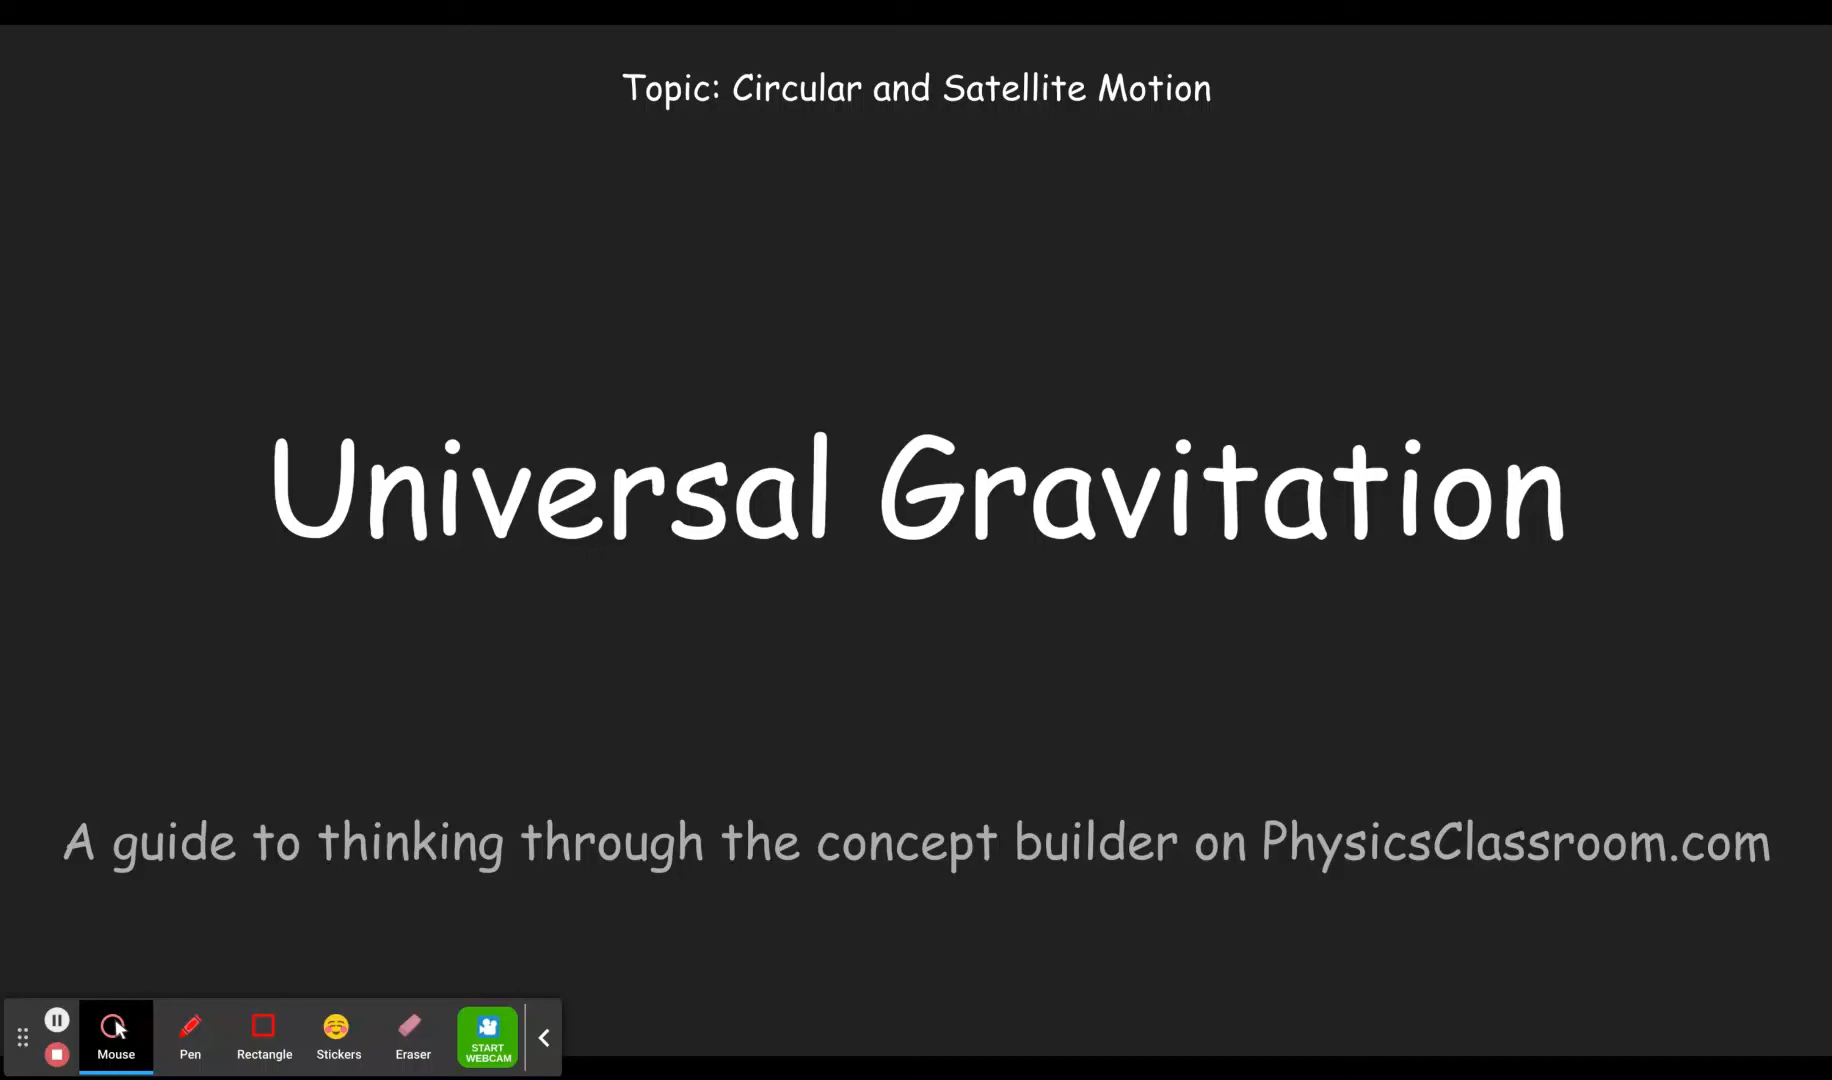 Topic: Circular and Satellite Motion
Universal Gravitation
A guide to thinking through the concept builder on PhysicsClassroom.com
Mouse
Pen
Rectangle
Stickers
Eraser
START
WEBCAM